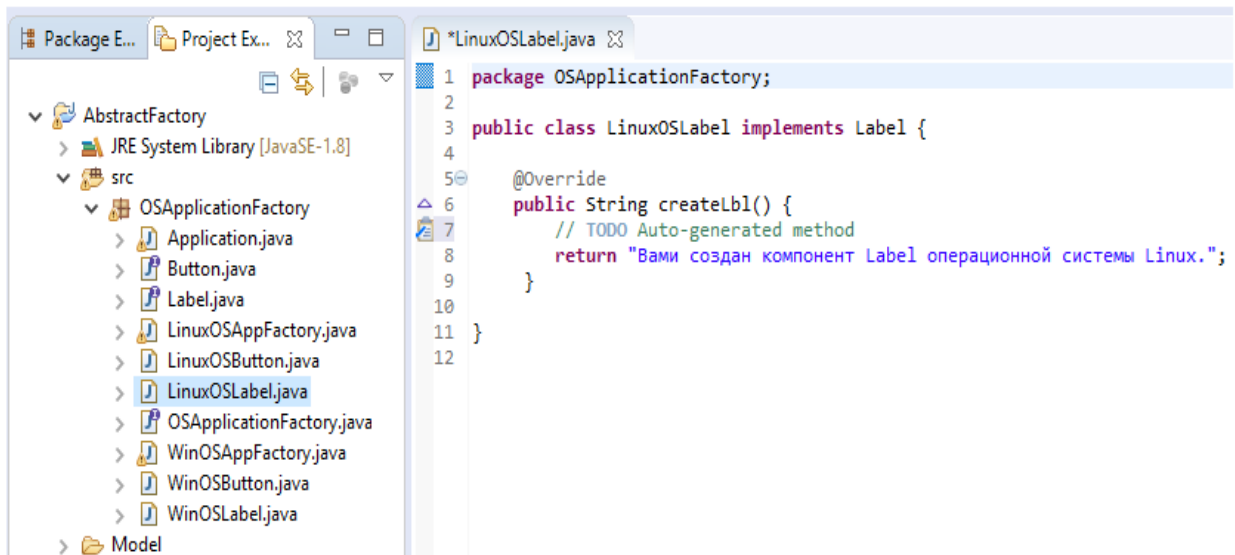 Package E... Project Ex...
AbstractFactory
JRE System Library [JavaSE-1.8]
src
OSApplicationFactory
Application.java
Button.java
Label.java
LinuxOSAppFactory.java
LinuxOSButton.java
LinuxOSLabel.java
OSApplicationFactory.java
WinOSAppFactory.java
WinOSButton.java
WinOSLabel.java
Model
*LinuxOSLabel.java
1 package OSApplicationFactory;
2
3 public class LinuxOSLabel implements Label {
4
5 @Override
6 public String createLbl() {
7 // TODO Auto-generated method
8 return "Вами создан компонент Label операционной системы Linux.";
9 }
10
11 }
12